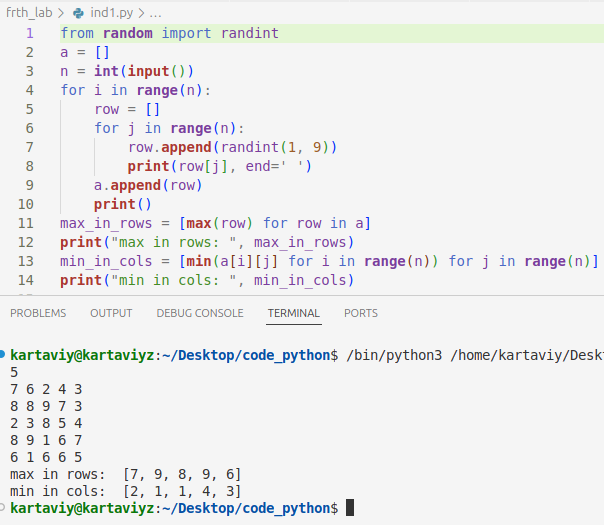 frth_lab > ind1.py > ...
1 from random import randint
2 a = []
3 n = int(input())
4 for i in range(n):
5     row = []
6     for j in range(n):
7         row.append(randint(1, 9))
8         print(row[j], end=' ')
9     a.append(row)
10     print()
11 max_in_rows = [max(row) for row in a]
12 print("max in rows: ", max_in_rows)
13 min_in_cols = [min(a[i][j] for i in range(n)) for j in range(n)]
14 print("min in cols: ", min_in_cols)
PROBLEMS OUTPUT DEBUG CONSOLE TERMINAL PORTS
kartaviy@kartaviyz:~/Desktop/code_python$ /bin/python3 /home/kartaviy/Desk
5
7 6 2 4 3
8 8 9 7 3
2 3 8 5 4
8 9 1 6 7
6 1 6 6 5
max in rows:  [7, 9, 8, 9, 6]
min in cols:  [2, 1, 1, 4, 3]
kartaviy@kartaviyz:~/Desktop/code_python$